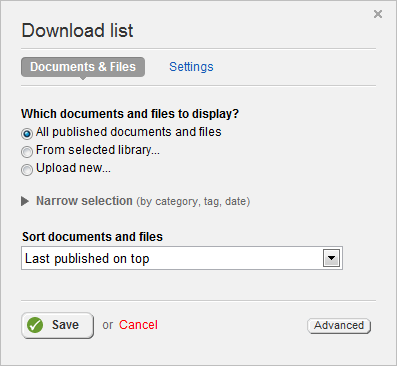 Download list
Documents & Files Settings
Which documents and files to display?
All published documents and files
From selected library...
Upload new...
Narrow selection (by category, tag, date)
Sort documents and files
Last published on top
Save or Cancel Advanced